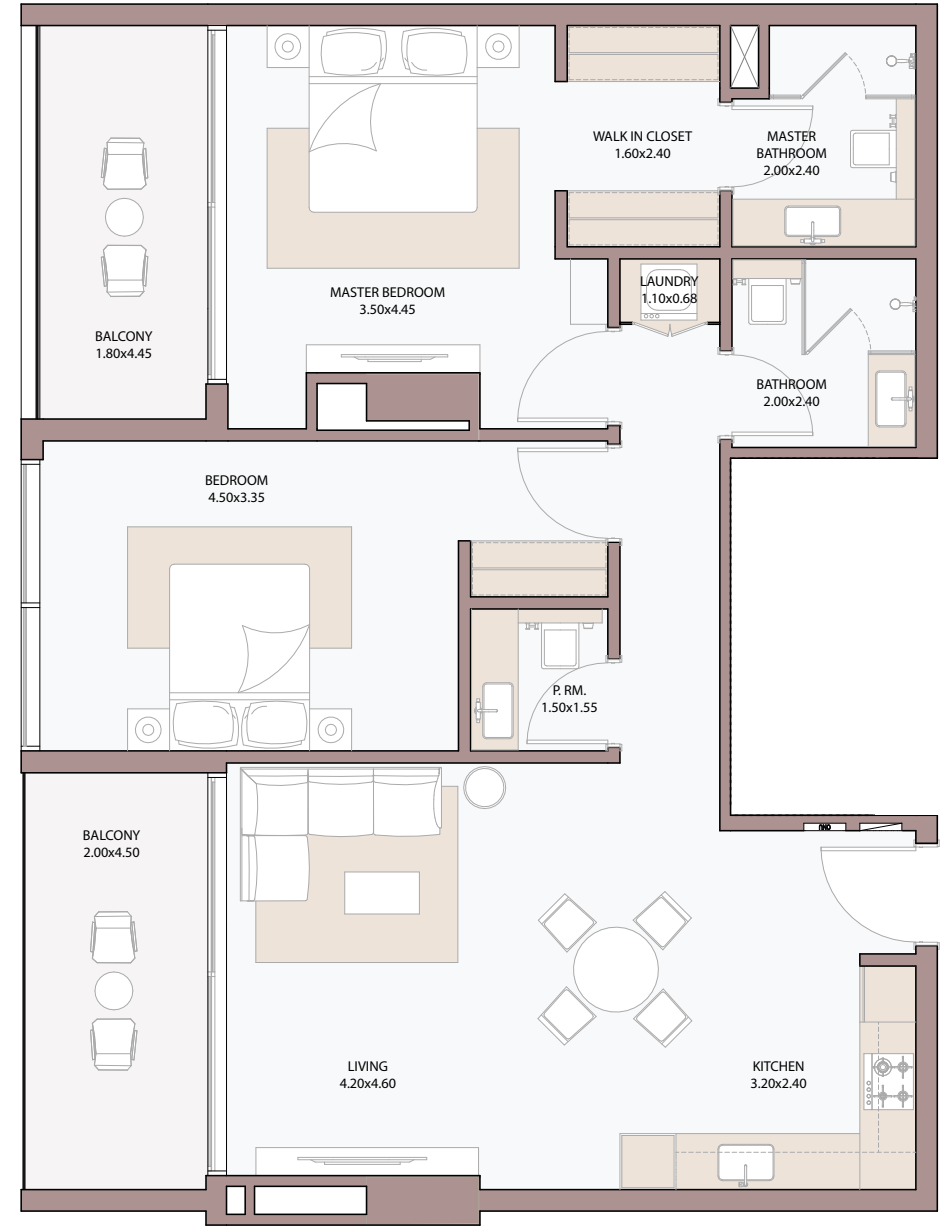 WALK IN CLOSET
1.60x2.40
MASTER
BATHROOM
2.00x2.40
MASTER BEDROOM
3.50x4.45
LAUNDRY
1.10x0.68
BALCONY
1.80x4.45
BATHROOM
2.00x2.40
BEDROOM
4.50x3.35
P. RM.
1.50x1.55
BALCONY
2.00x4.50
LIVING
4.20x4.60
KITCHEN
3.20x2.40